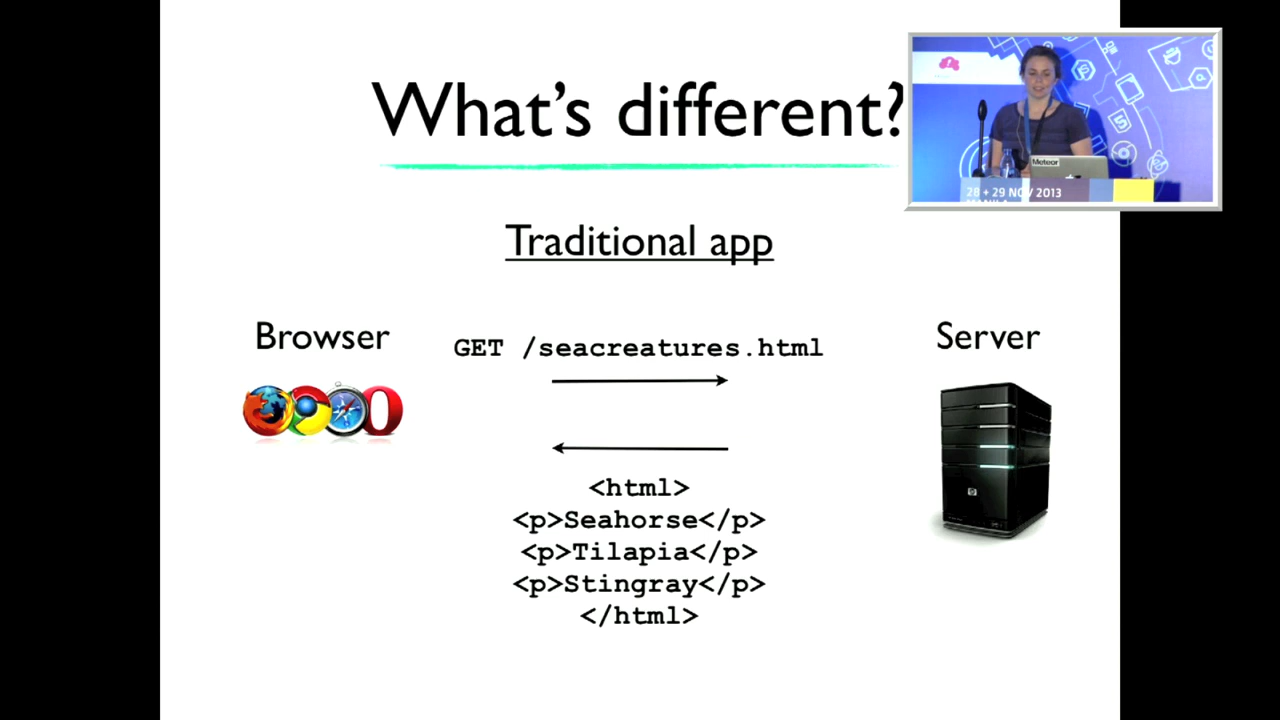 What's different?
Traditional app
Browser
GET /seacreatures.html
Server
<html>
<p>Seahorse</p>
<p>Tilapia</p>
<p>Stingray</p>
</html>
Meteor
28 + 29 NOV 2013